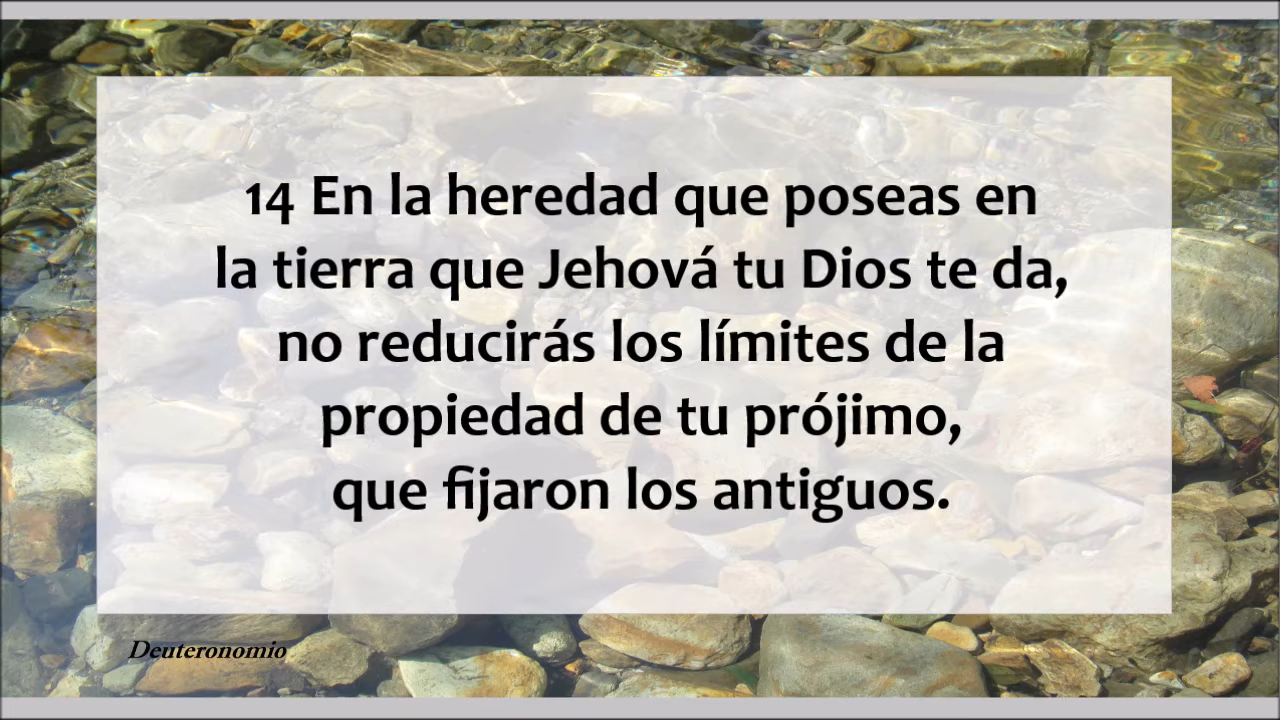 14 En la heredad que poseas en
la tierra que Jehová tu Dios te da,
no reducirás los límites de la
propiedad de tu prójimo,
que fijaron los antiguos.
Deuteronomio